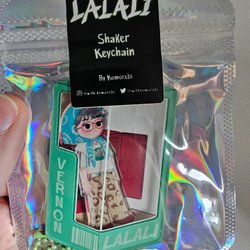 LALALI
Shaker
Keychain
By Komorebi
VERNON
LALALI